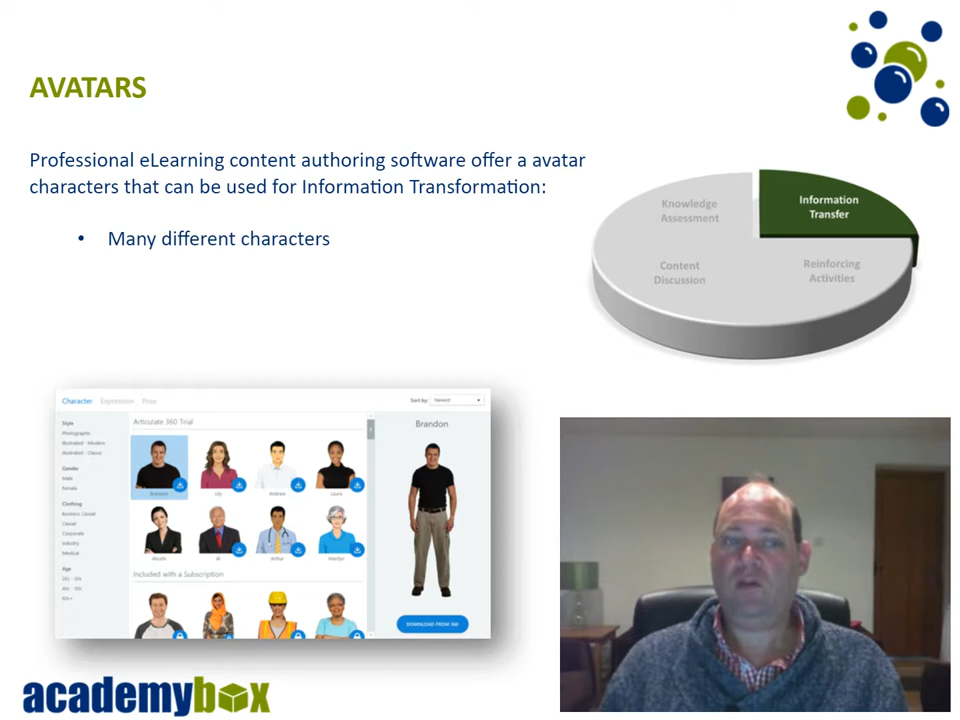 AVATARS
Professional eLearning content authoring software offer a avatar
characters that can be used for Information Transformation:
• Many different characters
Knowledge
Assessment
Information
Transfer
Content
Discussion
Reinforcing
Activities
Character Expression Pose
Sort by: Newest
Style
Photographic
Illustrated - Modern
Illustrated - Classic
Gender
Male
Female
Clothing
Business Casual
Casual
Corporate
Industry
Medical
Age
20s - 30s
40s - 50s
60s+
Articulate 360 Trial
Brandon Lily Andrew Laura
Atsumi Al Arthur Marilyn
Included with a Subscription
Brandon
DOWNLOAD FROM 360
academybox